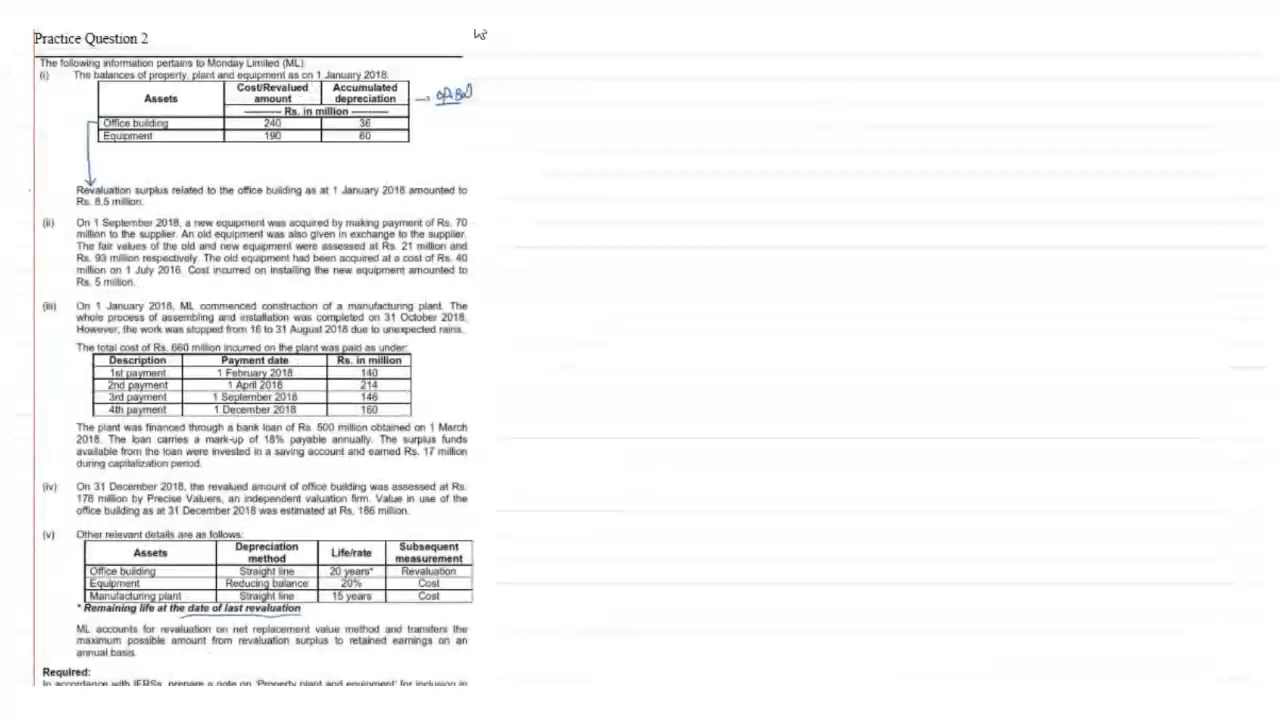 Practice Question 2
The following information pertains to Monday Limited (ML)
(i) The balances of property, plant and equipment as on 1 January 2018:
Assets Cost/Revalued amount Accumulated depreciation
Rs. in million
Office building 240 36
Equipment 190 60
Revaluation surplus related to the office building as at 1 January 2018 amounted to
Rs. 8.5 million.
(ii) On 1 September 2018, a new equipment was acquired by making payment of Rs. 70
million to the supplier. An old equipment was also given in exchange to the supplier.
The fair values of the old and new equipment were assessed at Rs. 21 million and
Rs. 93 million respectively. The old equipment had been acquired at a cost of Rs. 40
million on 1 July 2016. Cost incurred on installing the new equipment amounted to
Rs. 5 million.
(iii) On 1 January 2018, ML commenced construction of a manufacturing plant. The
whole process of assembling and installation was completed on 31 October 2018.
However, the work was stopped from 16 to 31 August 2018 due to unexpected rains.
The total cost of Rs. 660 million incurred on the plant was paid as under:
Description Payment date Rs. in million
1st payment 1 February 2018 140
2nd payment 1 April 2018 214
3rd payment 1 September 2018 146
4th payment 1 December 2018 160
The plant was financed through a bank loan of Rs. 500 million obtained on 1 March
2018. The loan carries a mark-up of 18% payable annually. The surplus funds
available from the loan were invested in a saving account and earned Rs. 17 million
during capitalization period.
(iv) On 31 December 2018, the revalued amount of office building was assessed at Rs.
178 million by Precise Valuers, an independent valuation firm. Value in use of the
office building as at 31 December 2018 was estimated at Rs. 186 million.
(v) Other relevant details are as follows:
Assets Depreciation method Life/rate Subsequent measurement
Office building Straight line 20 years* Revaluation
Equipment Reducing balance 20% Cost
Manufacturing plant Straight line 15 years Cost
* Remaining life at the date of last revaluation
ML accounts for revaluation on net replacement value method and transfers the
maximum possible amount from revaluation surplus to retained earnings on an
annual basis.
Required:
In accordance with IFRSs, prepare a note on 'Property plant and equipment' for inclusion in